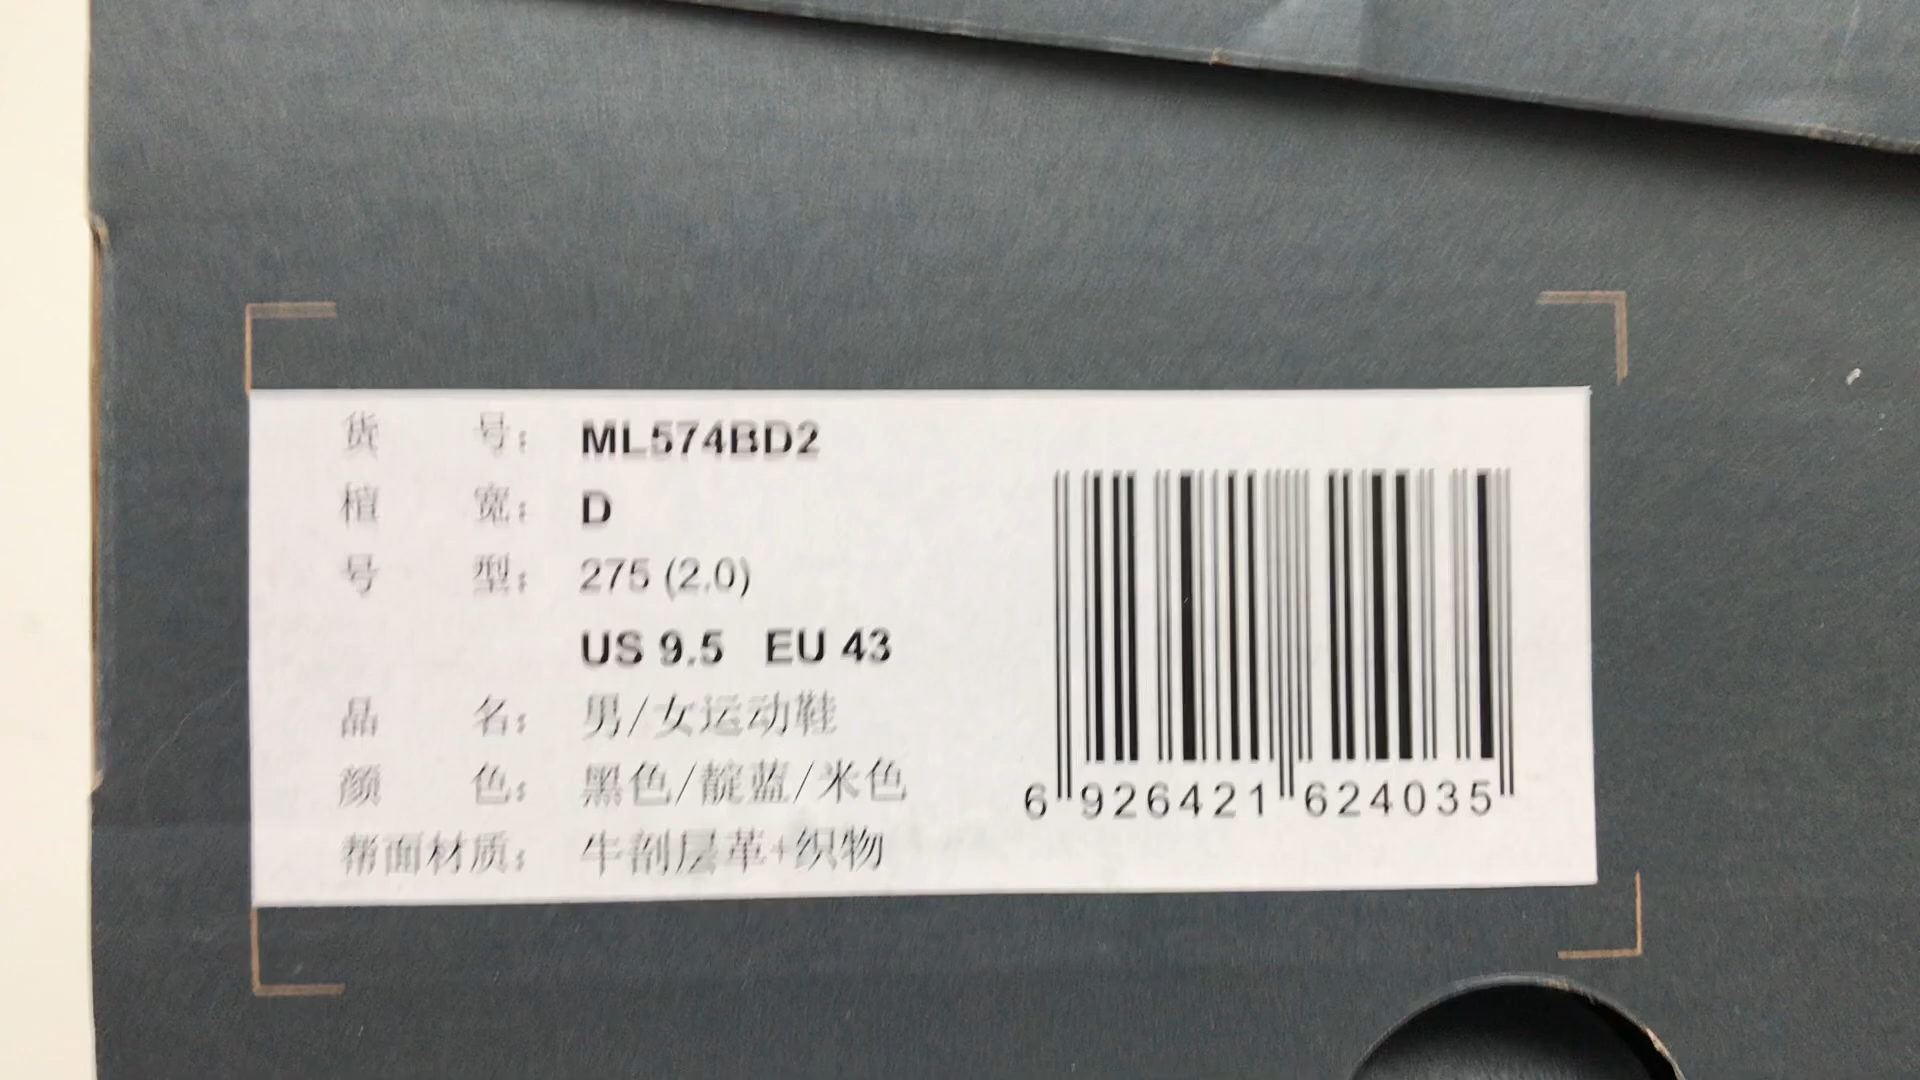 货 号： ML574BD2
楦 宽： D
号 型： 275 (2.0)
US 9.5 EU 43
品 名： 男/女运动鞋
颜 色： 黑色/靛蓝/米色
帮面材质： 牛剖层革+织物
6 926421 624035